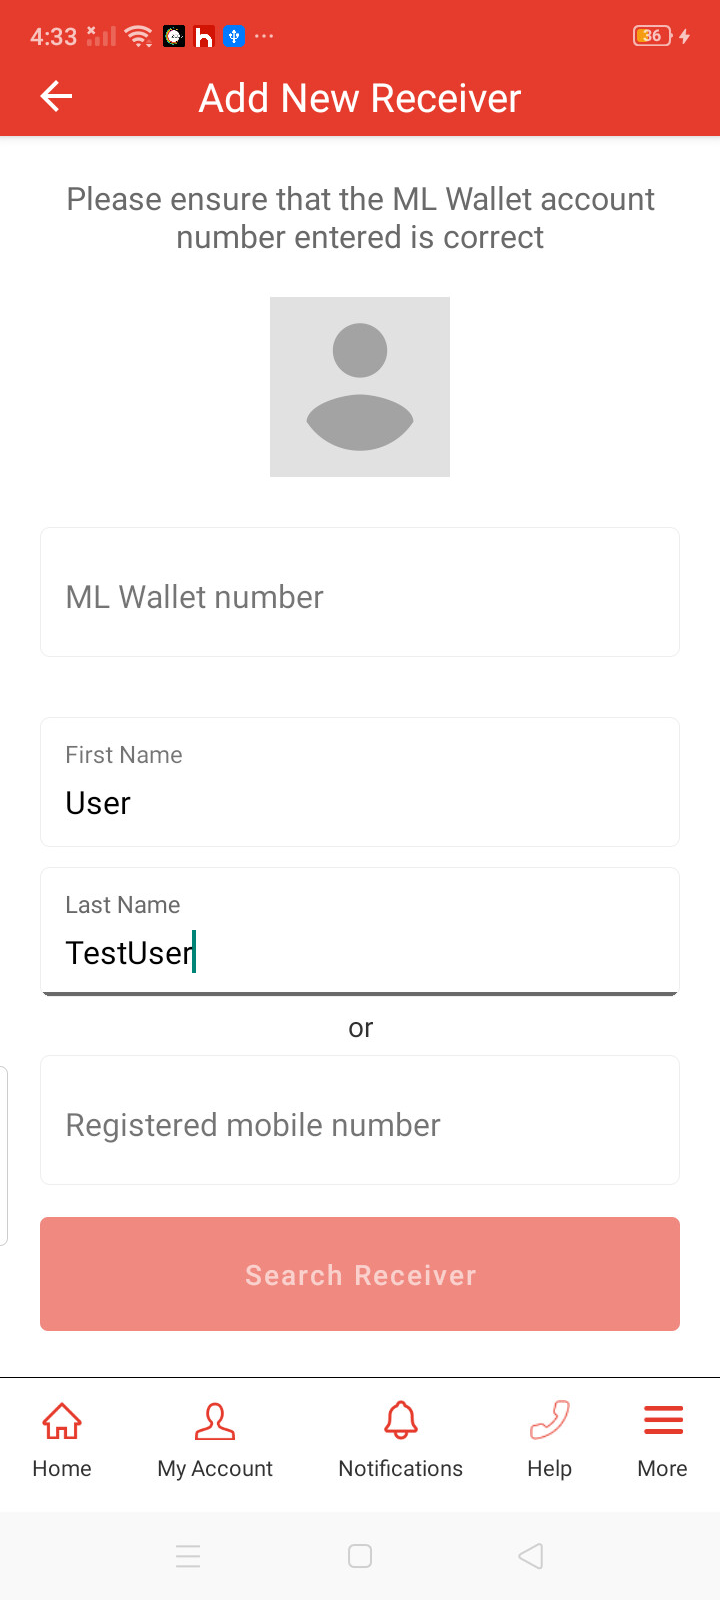 4:33
36
Add New Receiver
Please ensure that the ML Wallet account
number entered is correct
ML Wallet number
First Name
User
Last Name
TestUser
or
Registered mobile number
Search Receiver
Home
My Account
Notifications
Help
More